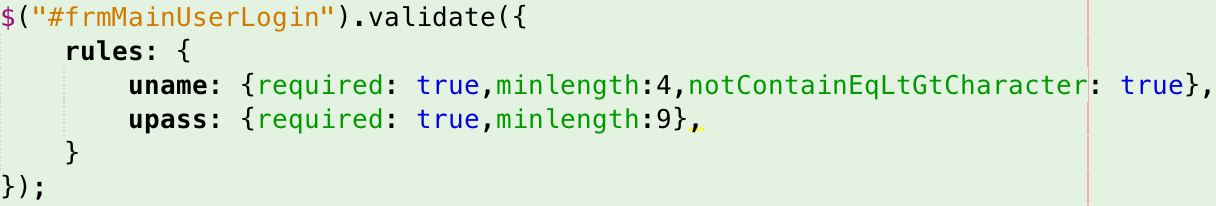 $("#frmMainUserLogin").validate({
    rules: {
        uname: {required: true,minlength:4,notContainEqLtGtCharacter: true},
        upass: {required: true,minlength:9},
    }
});